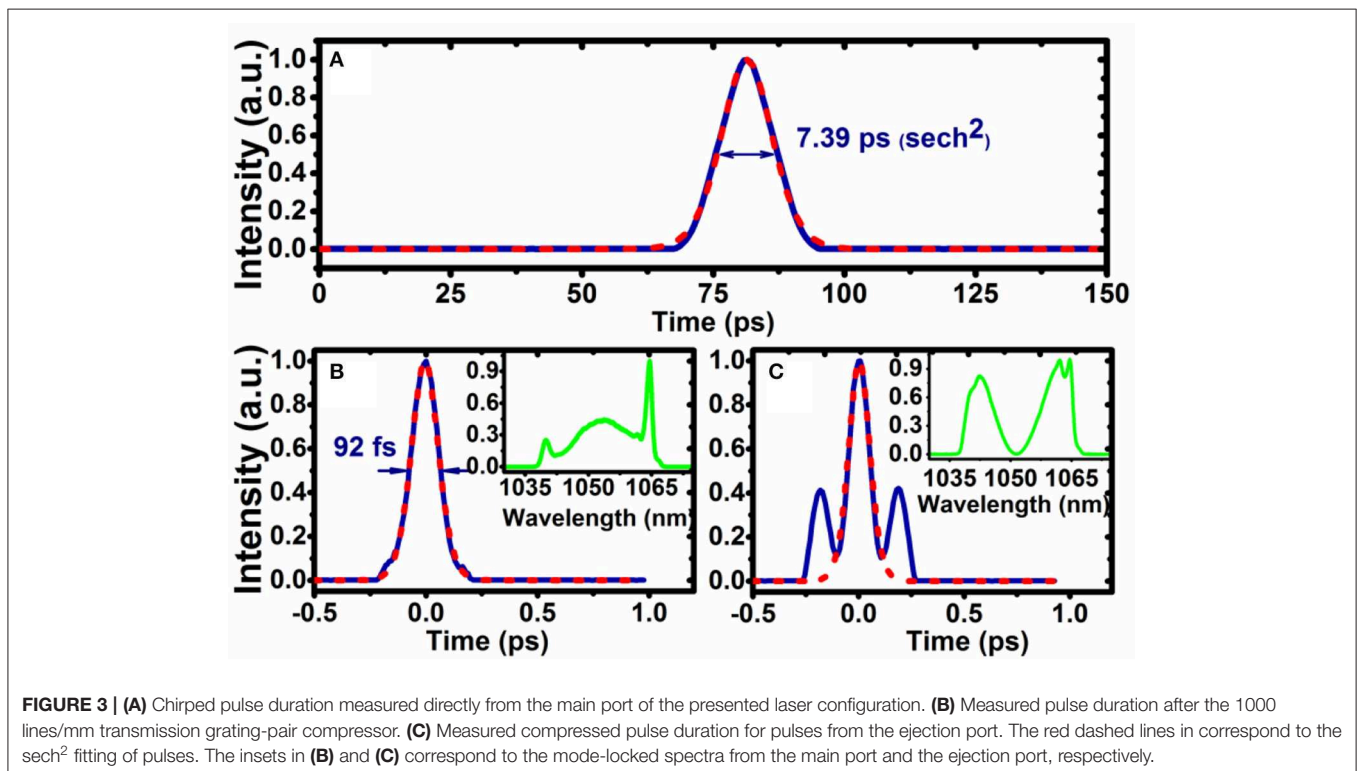 A
Intensity (a.u.)
1.0
0.8
0.6
0.4
0.2
0.0
7.39 ps (sech²)
0 25 50 75 100 125 150
Time (ps)
B
Intensity (a.u.)
1.0
0.8
0.6
0.4
0.2
0.0
92 fs
0.9
0.6
0.3
0.0
1035 1050 1065
Wavelength (nm)
-0.5 0.0 0.5 1.0
Time (ps)
C
1.0
0.8
0.6
0.4
0.2
0.0
0.9
0.6
0.3
0.0
1035 1050 1065
Wavelength (nm)
-0.5 0.0 0.5 1.0
Time (ps)
FIGURE 3 | (A) Chirped pulse duration measured directly from the main port of the presented laser configuration. (B) Measured pulse duration after the 1000
lines/mm transmission grating-pair compressor. (C) Measured compressed pulse duration for pulses from the ejection port. The red dashed lines in correspond to the
sech² fitting of pulses. The insets in (B) and (C) correspond to the mode-locked spectra from the main port and the ejection port, respectively.